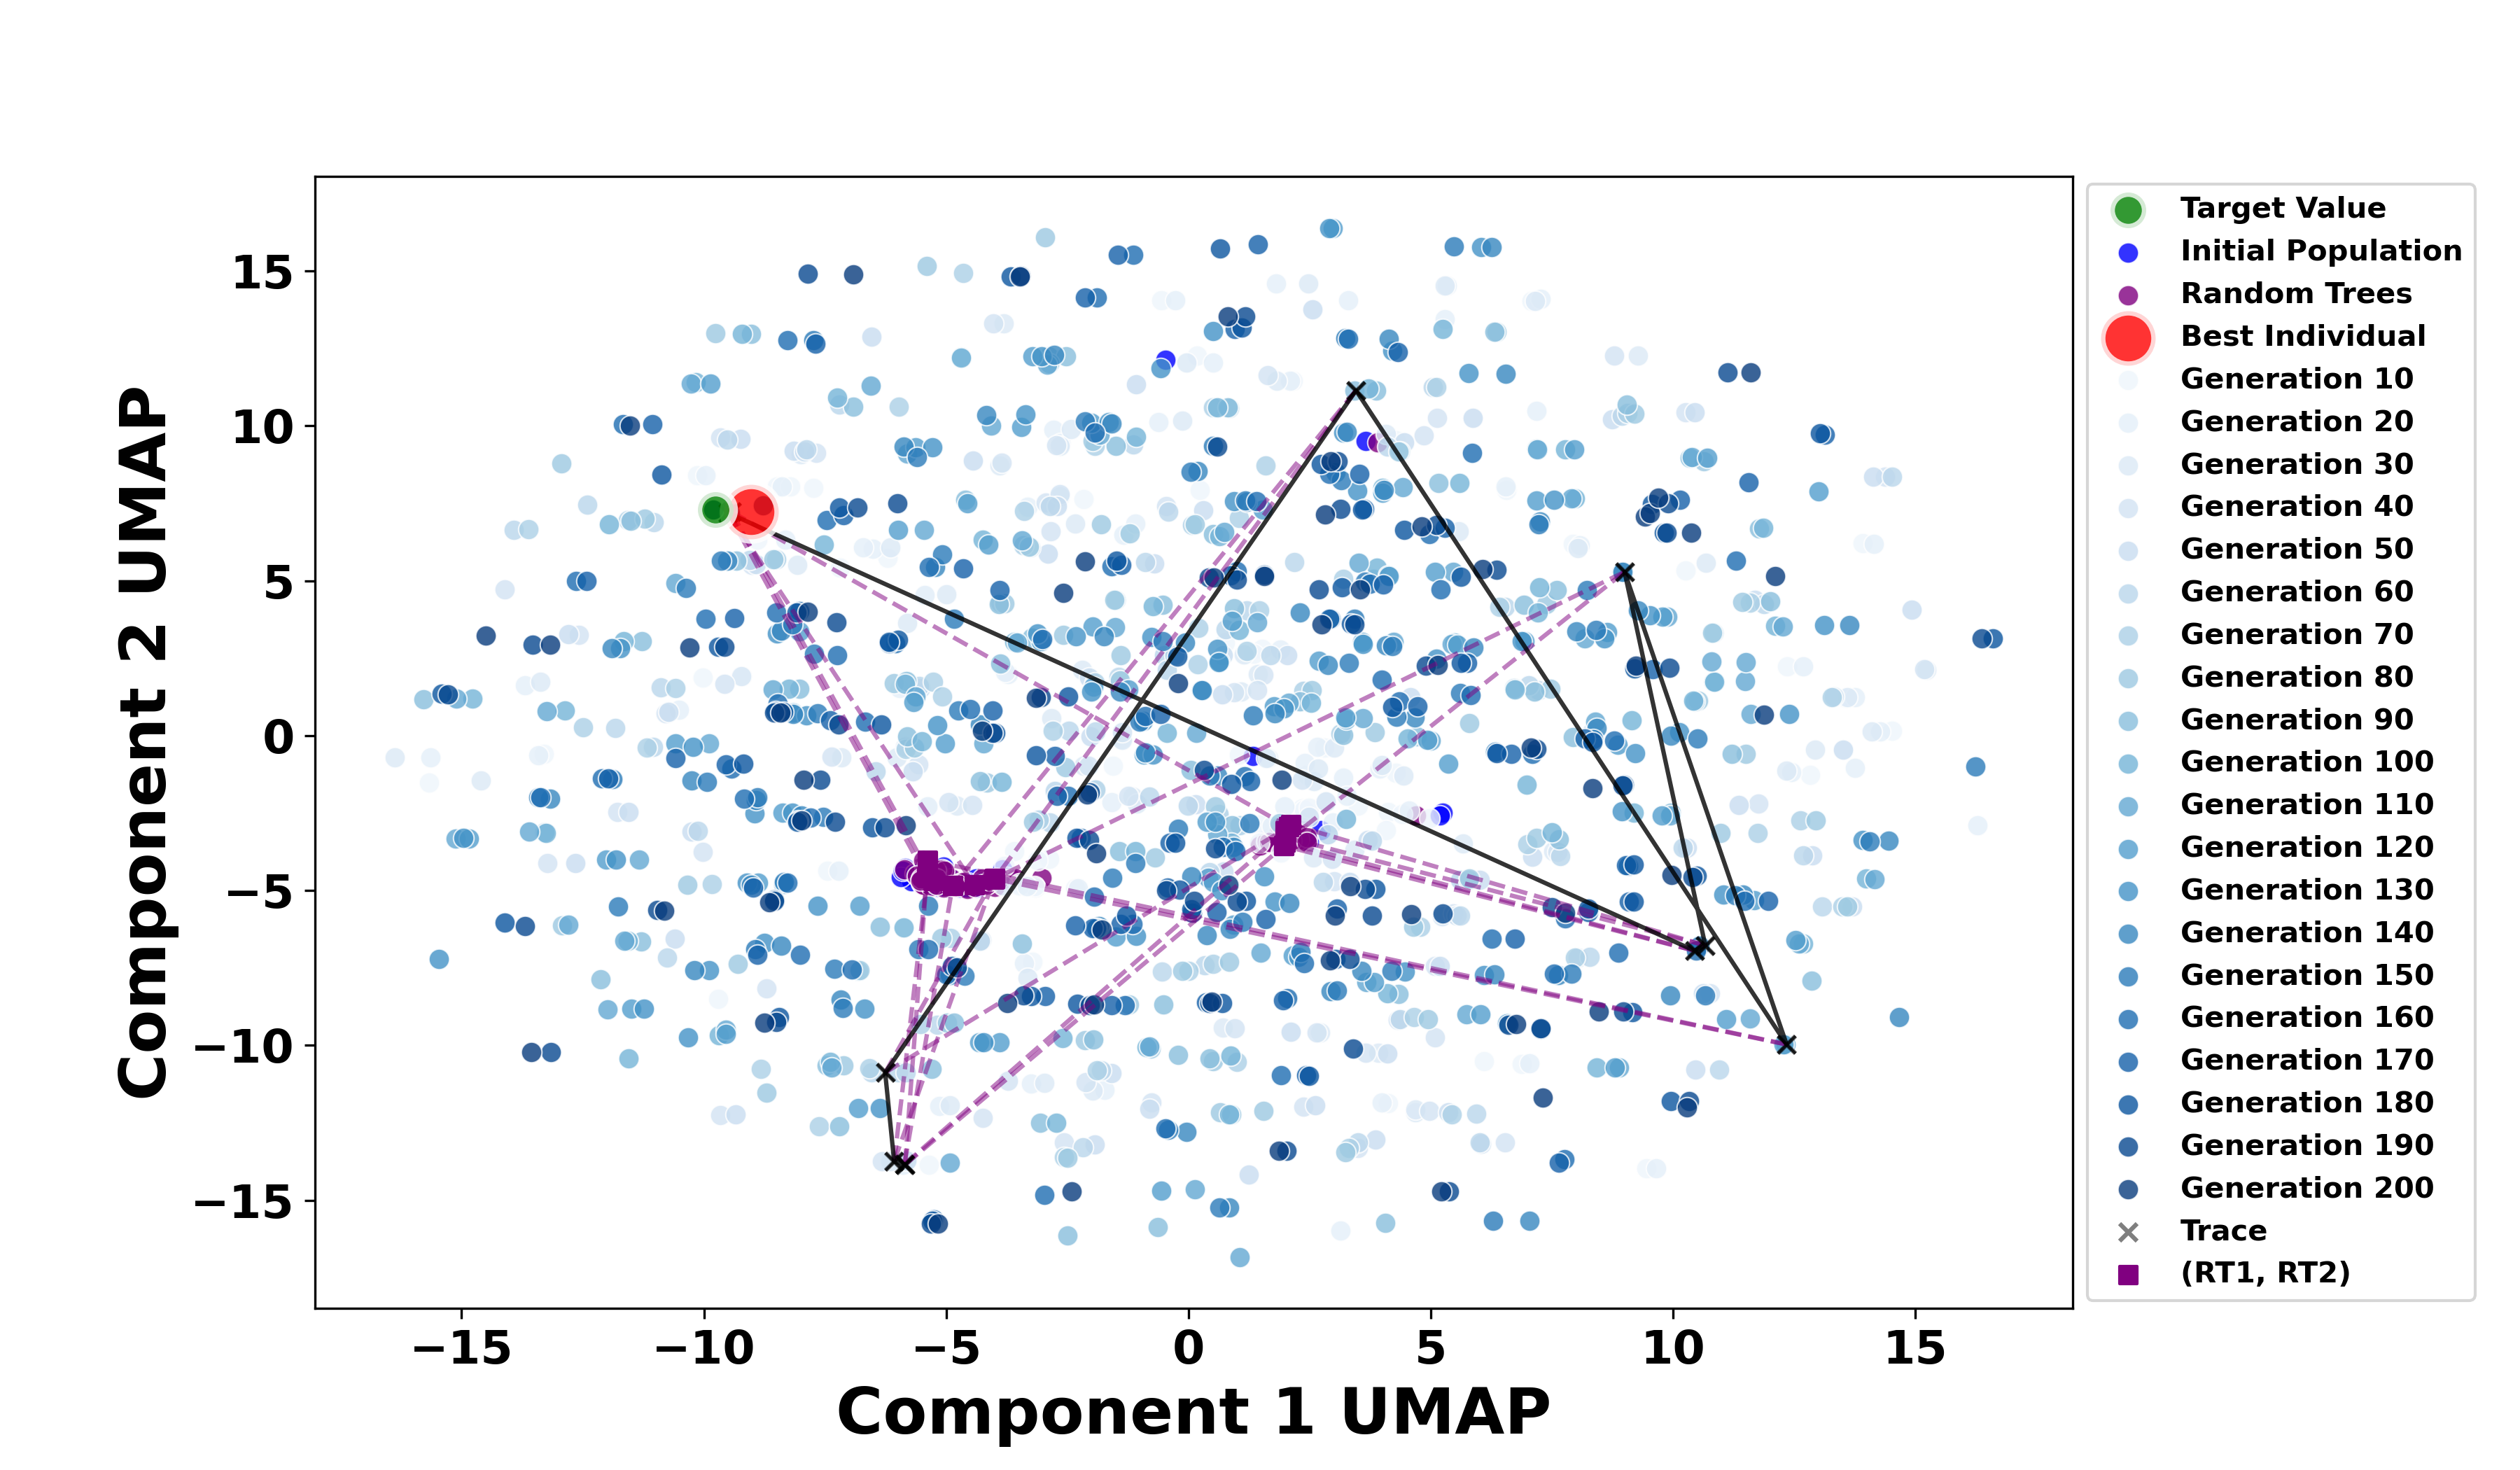 Component 2 UMAP
15
10
5
0
−5
−10
−15
−15
−10
−5
0
5
10
15
Component 1 UMAP
Target Value
Initial Population
Random Trees
Best Individual
Generation 10
Generation 20
Generation 30
Generation 40
Generation 50
Generation 60
Generation 70
Generation 80
Generation 90
Generation 100
Generation 110
Generation 120
Generation 130
Generation 140
Generation 150
Generation 160
Generation 170
Generation 180
Generation 190
Generation 200
Trace
(RT1, RT2)